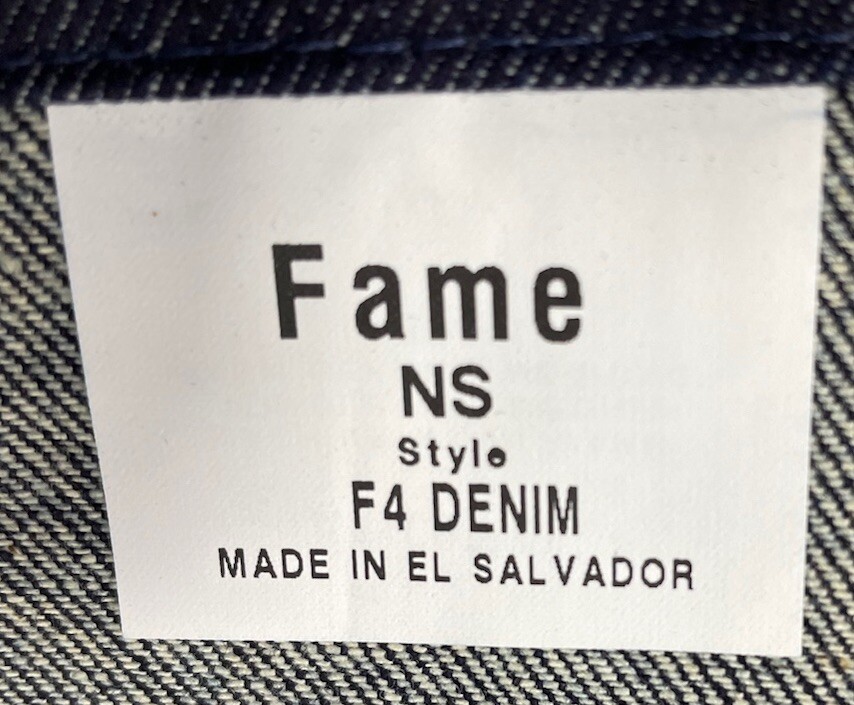 Fame
NS
Style
F4 DENIM
MADE IN EL SALVADOR